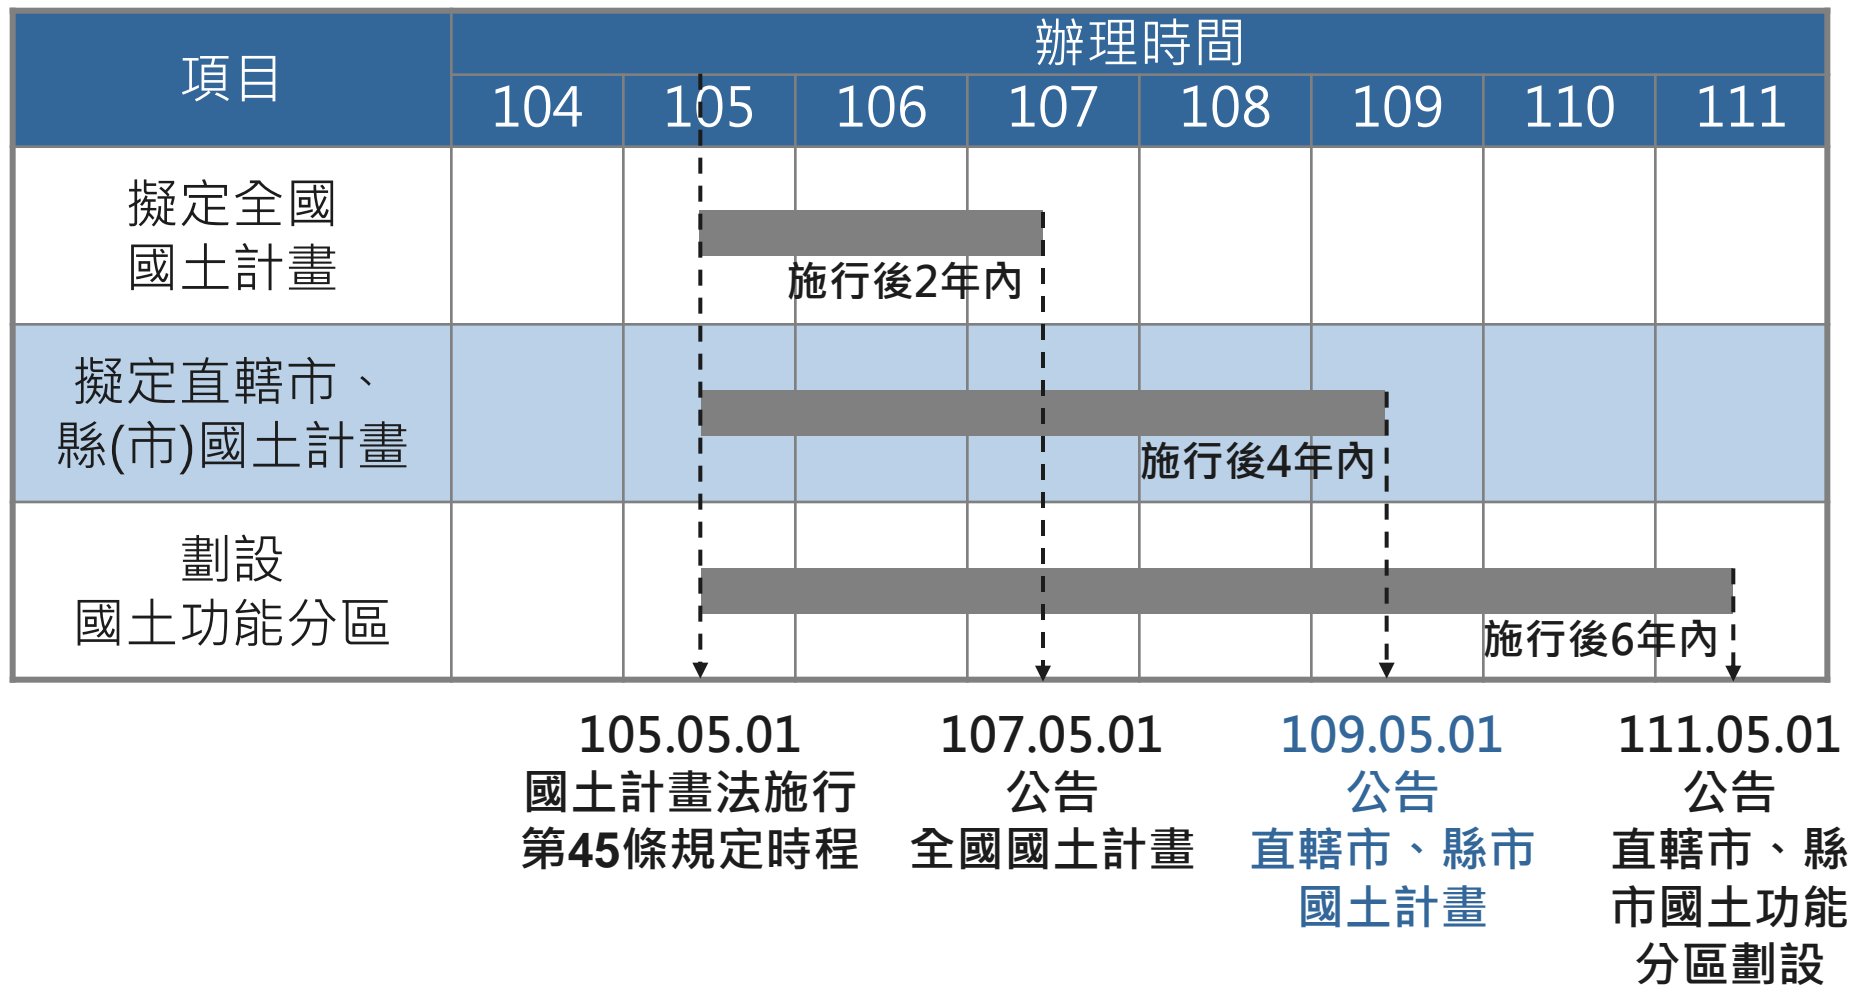 項目
辦理時間
104 105 106 107 108 109 110 111
擬定全國
國土計畫
施行後2年內
擬定直轄市、
縣(市)國土計畫
施行後4年內
劃設
國土功能分區
施行後6年內
105.05.01
國土計畫法施行
第45條規定時程
107.05.01
公告
全國國土計畫
109.05.01
公告
直轄市、縣市
國土計畫
111.05.01
公告
直轄市、縣
市國土功能
分區劃設